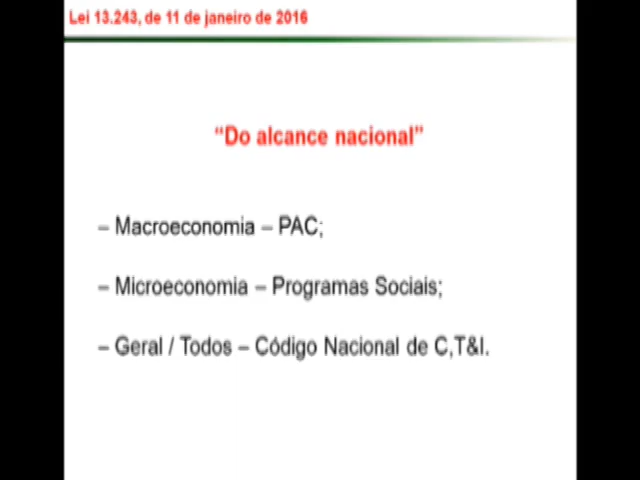 Lei 13.243, de 11 de janeiro de 2016
“Do alcance nacional”
– Macroeconomia – PAC;
– Microeconomia – Programas Sociais;
– Geral / Todos – Código Nacional de C,T&I.